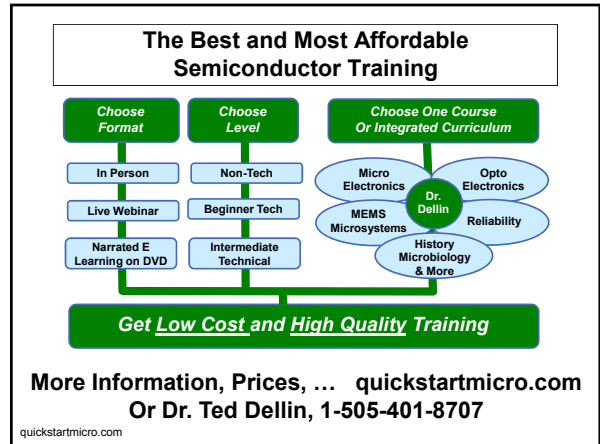 The Best and Most Affordable
Semiconductor Training
Choose
Format
In Person
Live Webinar
Narrated E
Learning on DVD
Choose
Level
Non-Tech
Beginner Tech
Intermediate
Technical
Choose One Course
Or Integrated Curriculum
Micro
Electronics
Opto
Electronics
Dr.
Dellin
MEMS
Microsystems
Reliability
History
Microbiology
& More
Get Low Cost and High Quality Training
More Information, Prices, … quickstartmicro.com
Or Dr. Ted Dellin, 1-505-401-8707
quickstartmicro.com